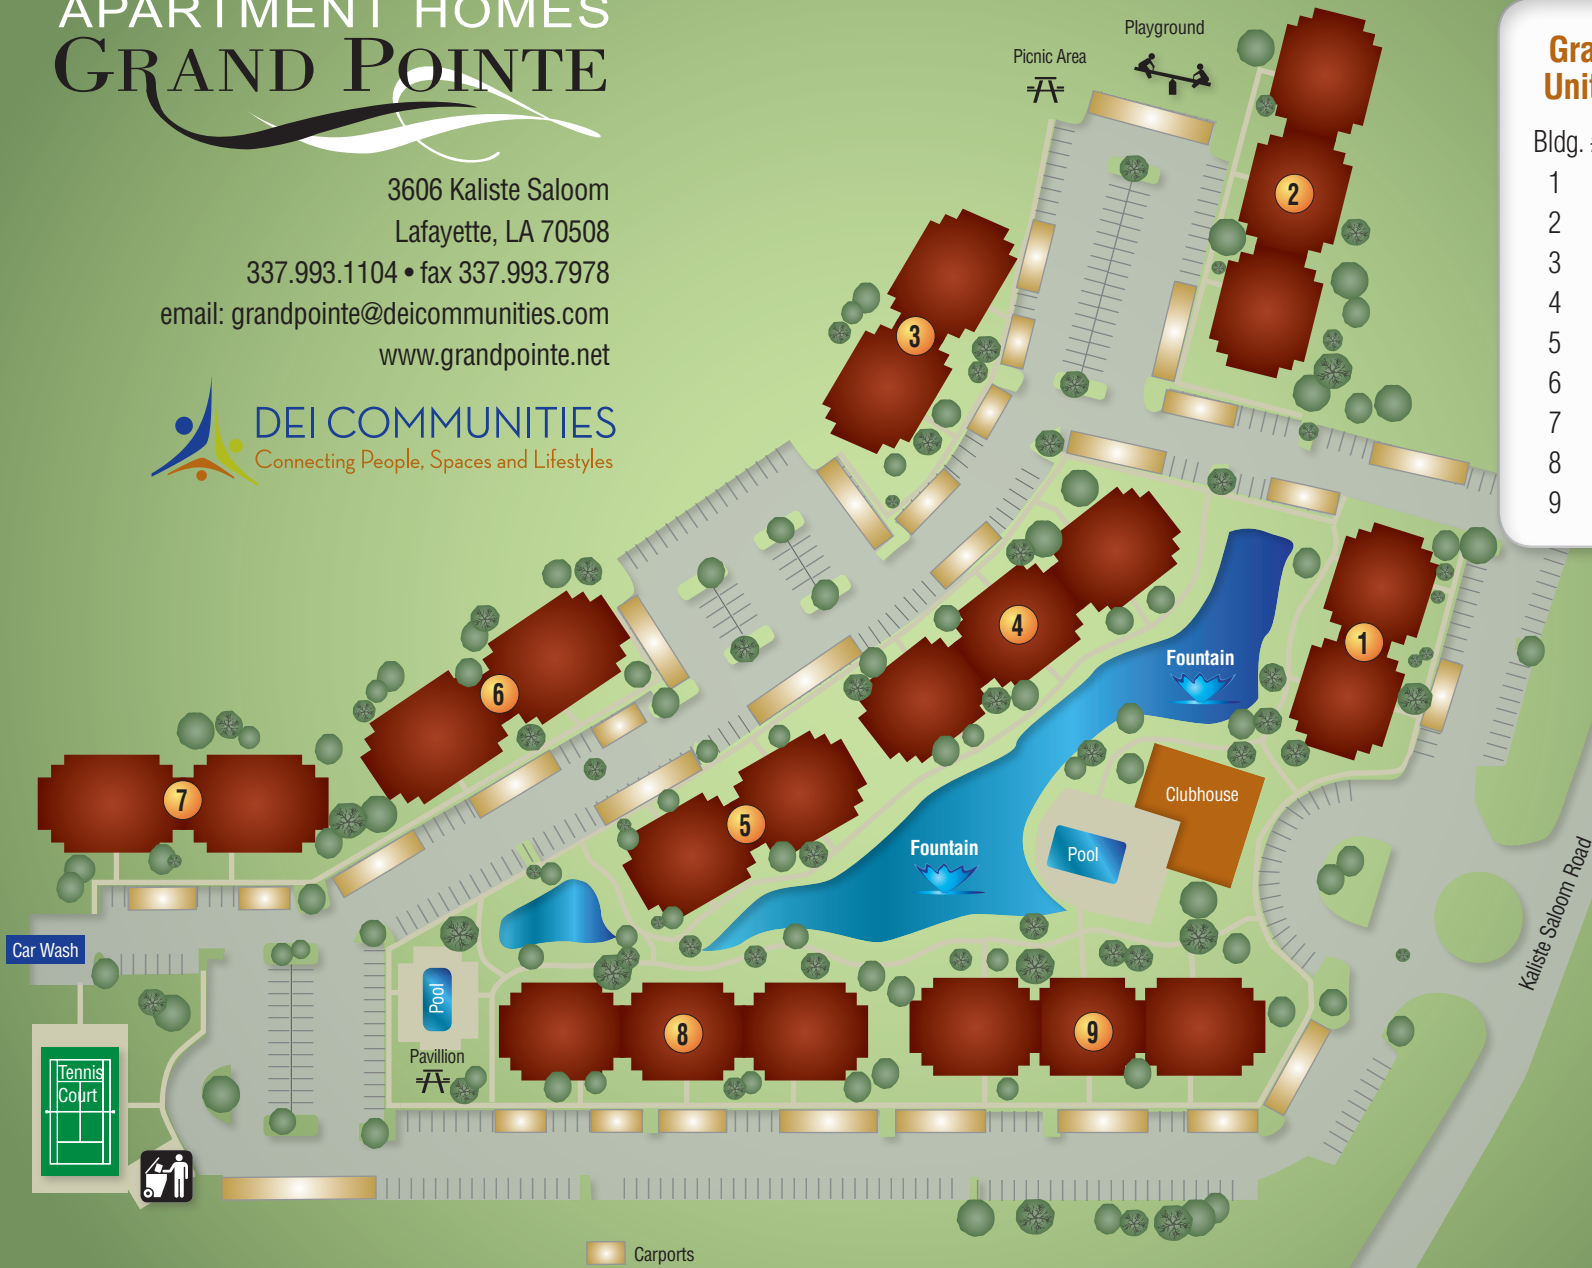 APARTMENT HOMES
GRAND POINTE
3606 Kaliste Saloom
Lafayette, LA 70508
337.993.1104 • fax 337.993.7978
email: grandpointe@deicommunities.com
www.grandpointe.net
DEI COMMUNITIES
Connecting People, Spaces and Lifestyles
Picnic Area
Playground
Gra
Unit
Bldg. #
1
2
3
4
5
6
7
8
9
2
3
4
1
Fountain
6
7
5
Clubhouse
Pool
Fountain
Kaliste Saloom Road
Car Wash
Pool
Pavillion
8
9
Tennis
Court
Carports